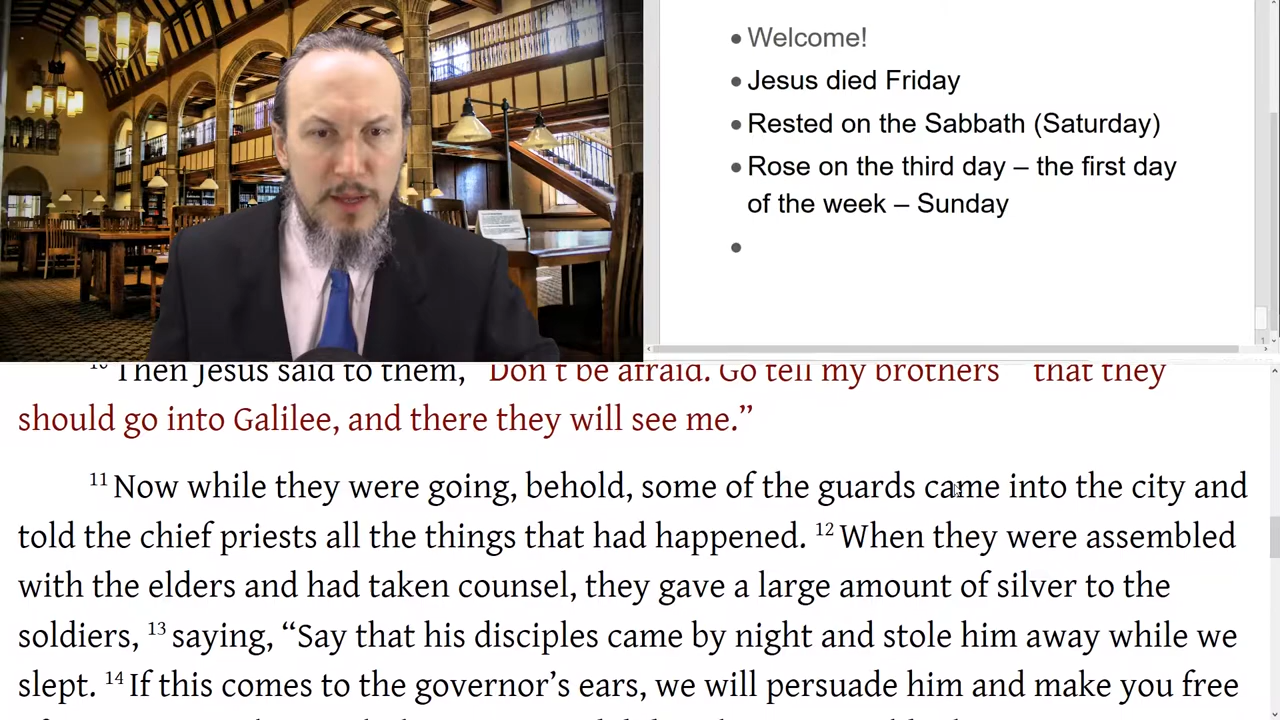 Welcome!
Jesus died Friday
Rested on the Sabbath (Saturday)
Rose on the third day – the first day
of the week – Sunday
10 Then Jesus said to them, “Don’t be afraid. Go tell my brothers that they
should go into Galilee, and there they will see me.”
11 Now while they were going, behold, some of the guards came into the city and
told the chief priests all the things that had happened. 12 When they were assembled
with the elders and had taken counsel, they gave a large amount of silver to the
soldiers, 13 saying, “Say that his disciples came by night and stole him away while we
slept. 14 If this comes to the governor’s ears, we will persuade him and make you free